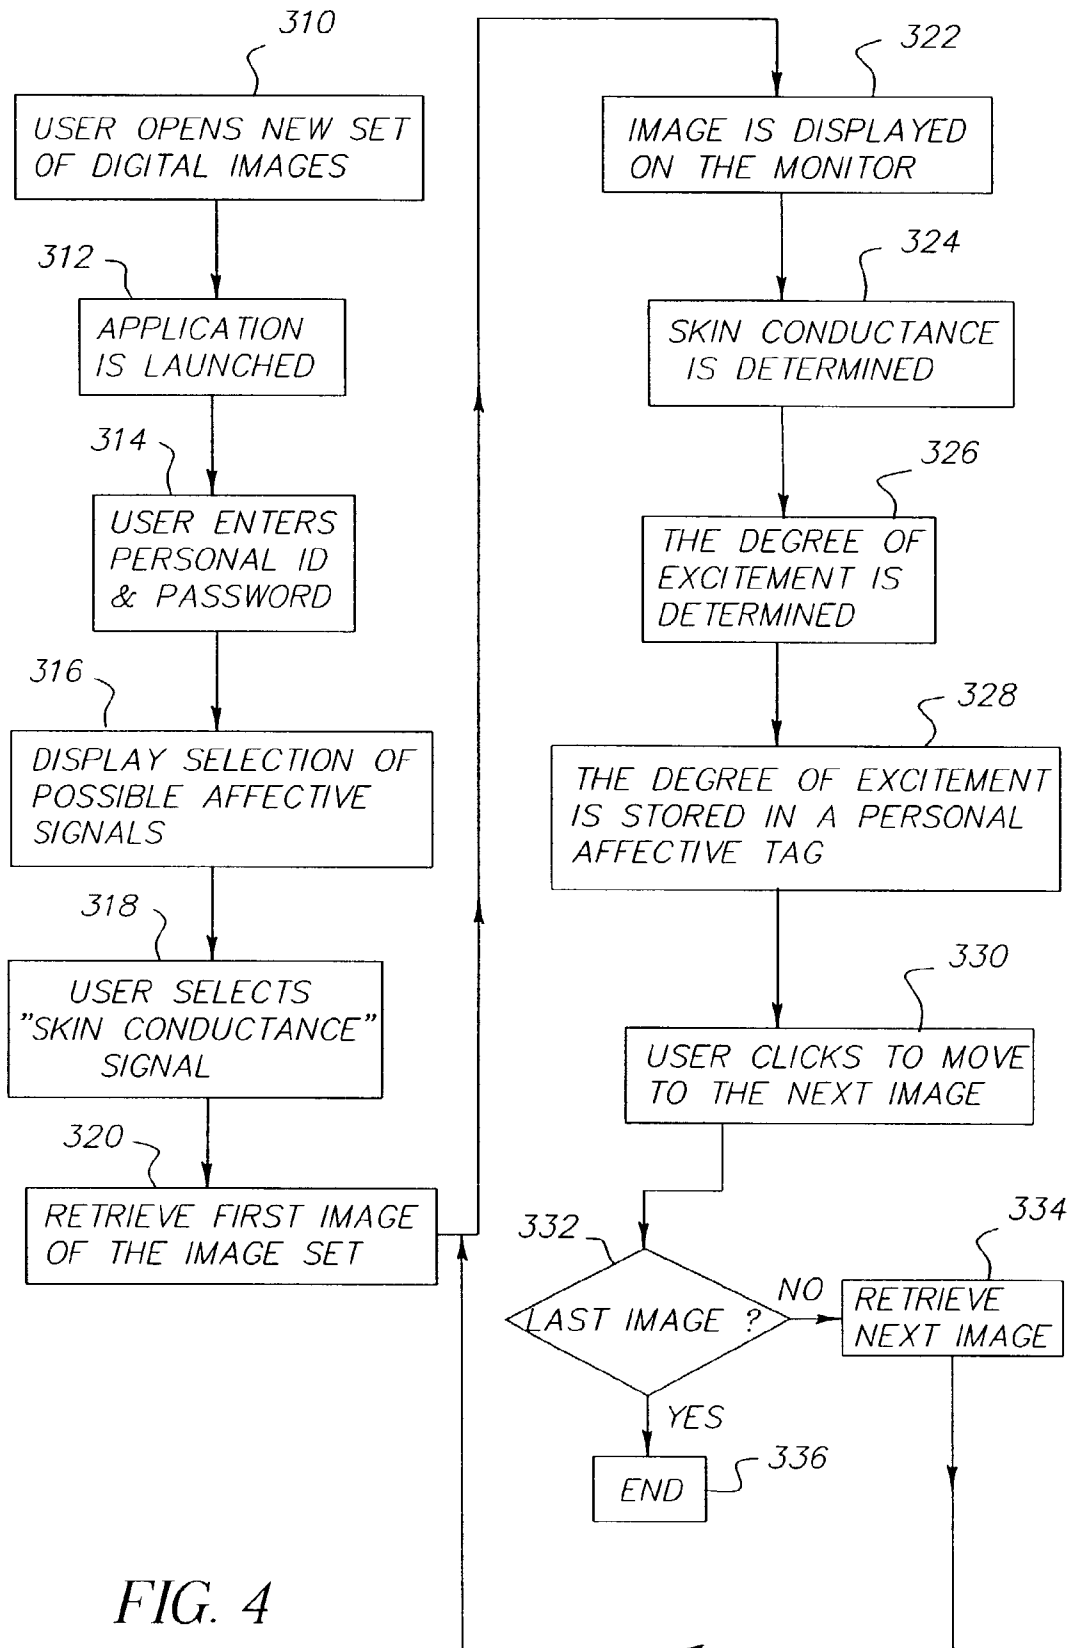 310
USER OPENS NEW SET
OF DIGITAL IMAGES
312
APPLICATION
IS LAUNCHED
314
USER ENTERS
PERSONAL ID
& PASSWORD
316
DISPLAY SELECTION OF
POSSIBLE AFFECTIVE
SIGNALS
318
USER SELECTS
"SKIN CONDUCTANCE"
SIGNAL
320
RETRIEVE FIRST IMAGE
OF THE IMAGE SET
322
IMAGE IS DISPLAYED
ON THE MONITOR
324
SKIN CONDUCTANCE
IS DETERMINED
326
THE DEGREE OF
EXCITEMENT IS
DETERMINED
328
THE DEGREE OF EXCITEMENT
IS STORED IN A PERSONAL
AFFECTIVE TAG
330
USER CLICKS TO MOVE
TO THE NEXT IMAGE
332
LAST IMAGE ?
NO
334
RETRIEVE
NEXT IMAGE
YES
END
336
FIG. 4